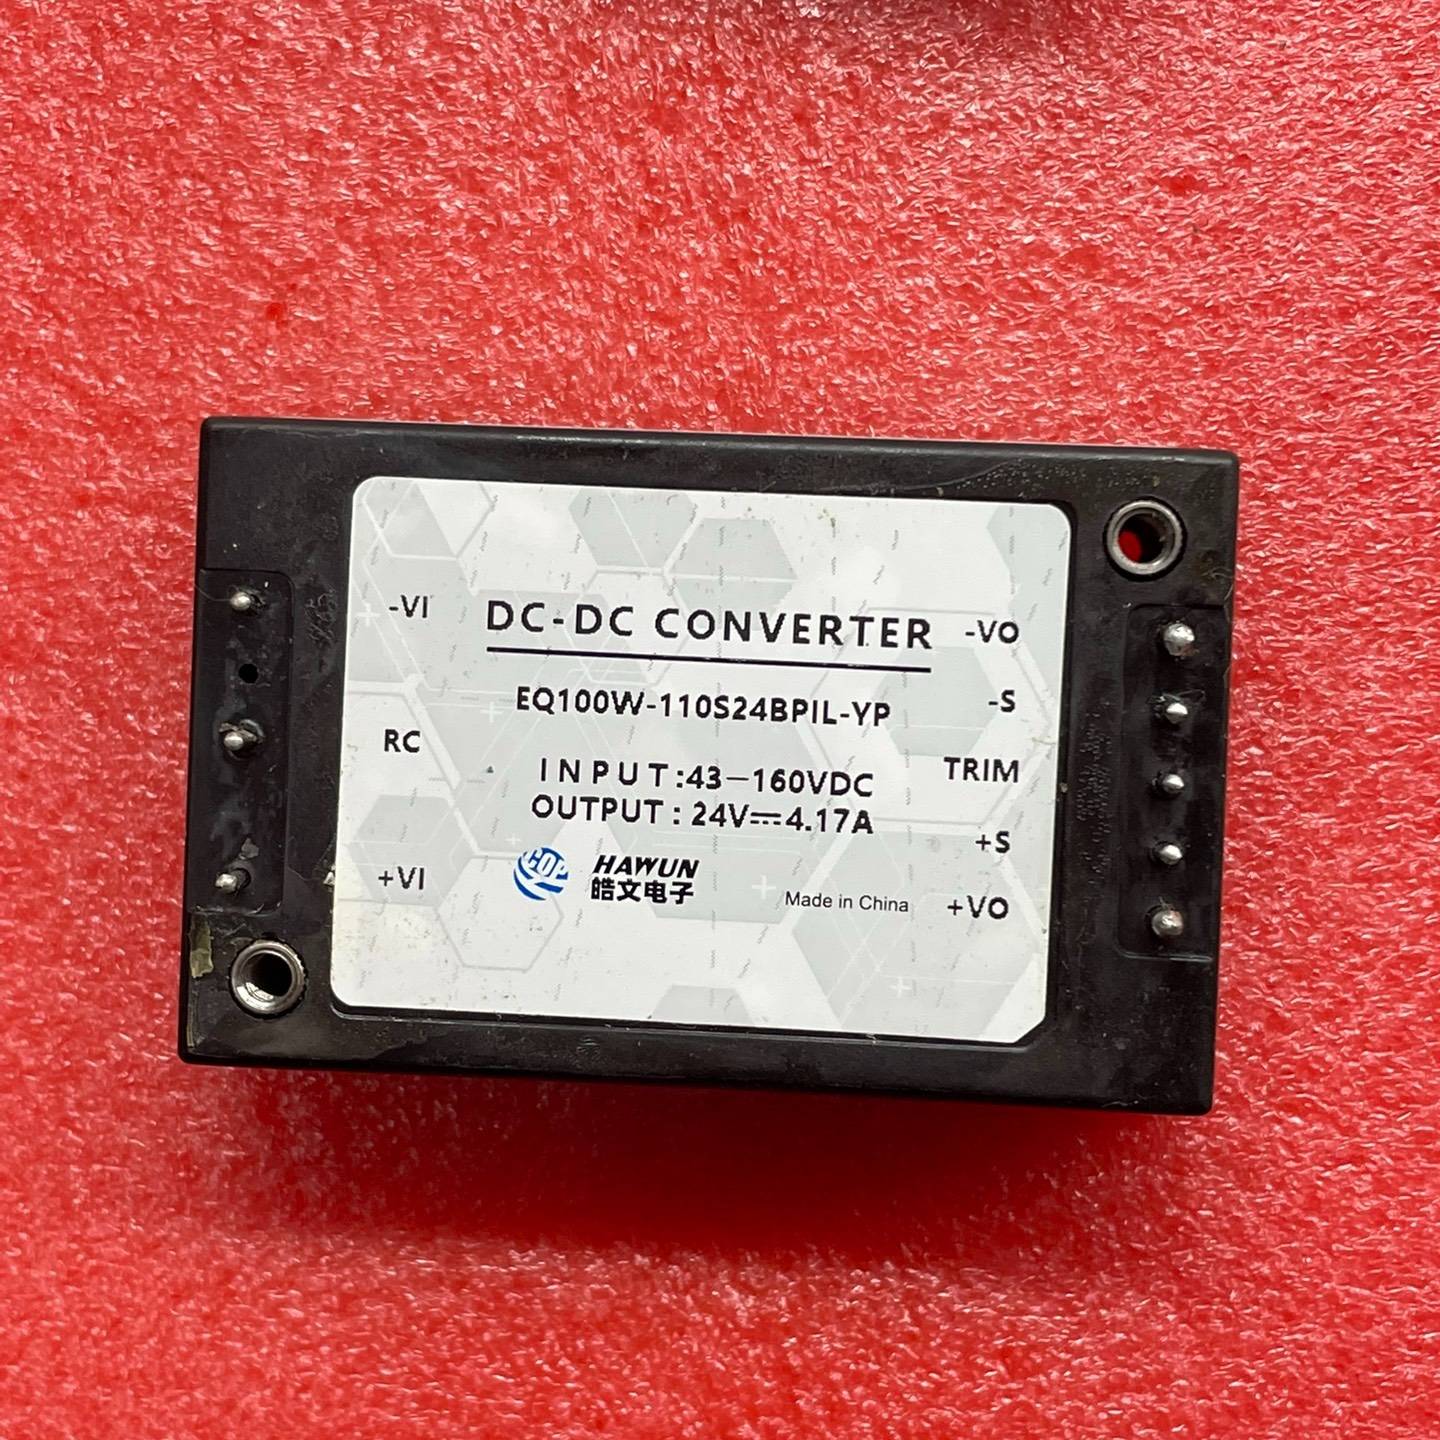 -VI
DC-DC CONVERTER
-VO
EQ100W-110S24BPIL-YP
-S
RC
INPUT:43—160VDC
TRIM
OUTPUT: 24V⎓4.17A
+S
+VI
COP
HAWUN
皓文电子
Made in China
+VO